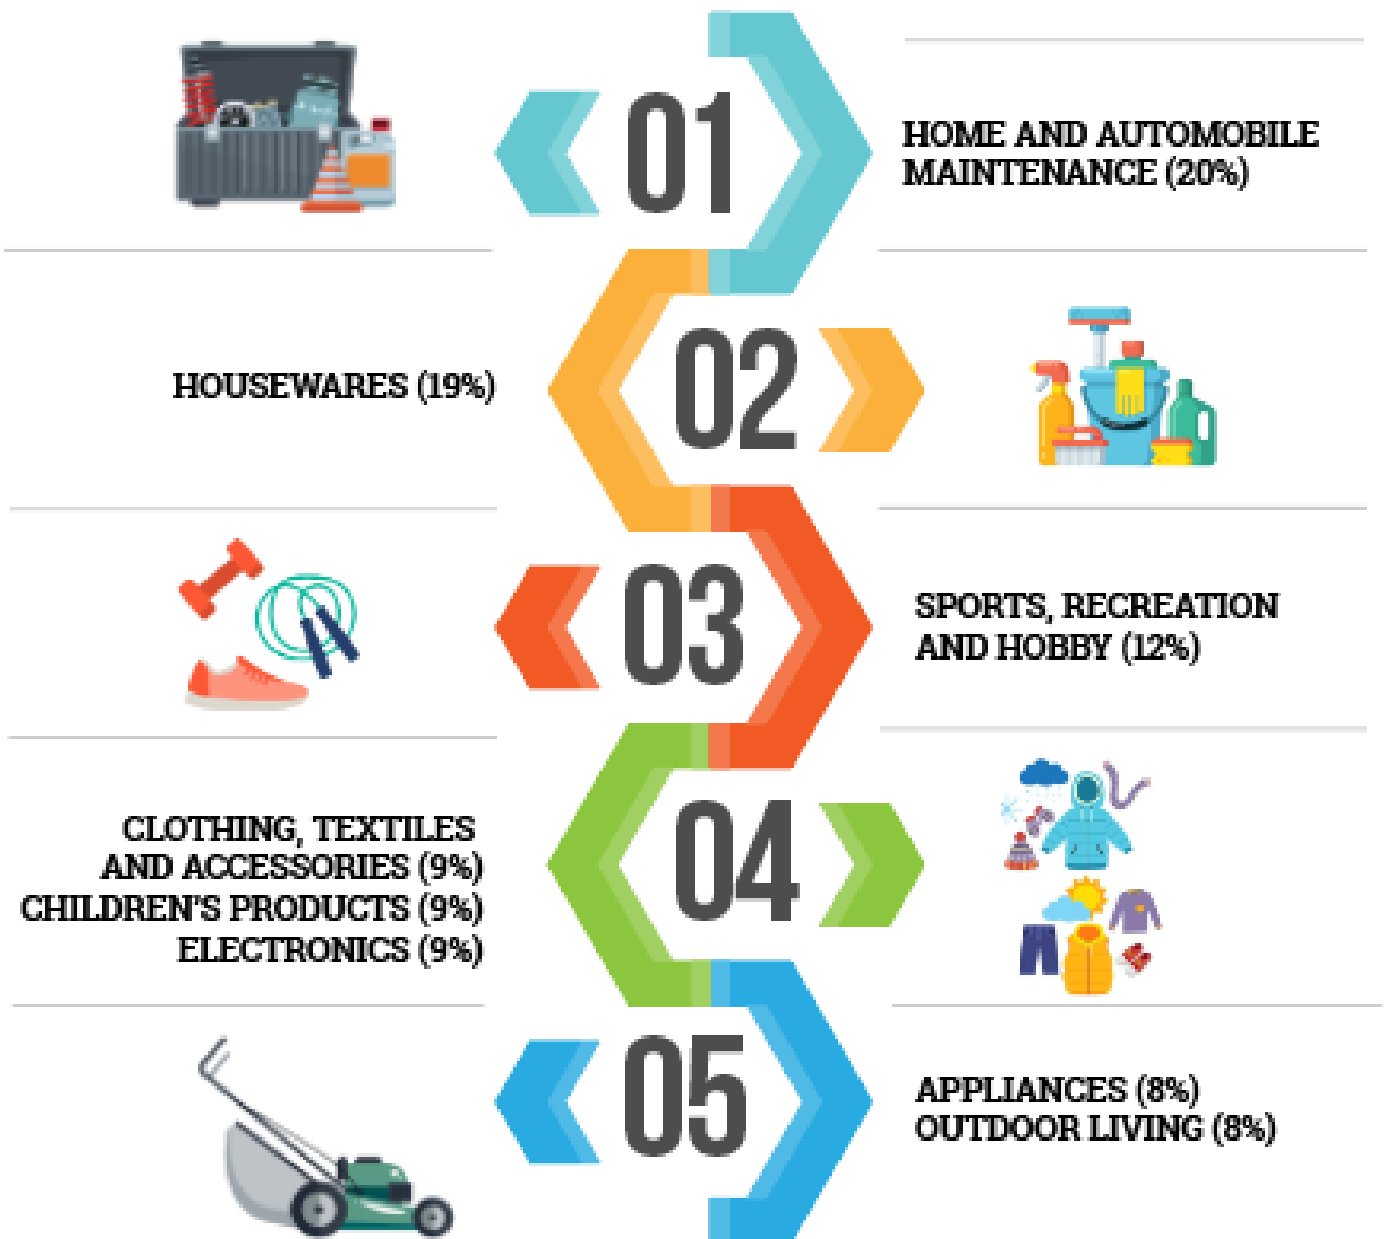 01
HOME AND AUTOMOBILE
MAINTENANCE (20%)
HOUSEWARES (19%)
02
03
SPORTS, RECREATION
AND HOBBY (12%)
CLOTHING, TEXTILES
AND ACCESSORIES (9%)
CHILDREN'S PRODUCTS (9%)
ELECTRONICS (9%)
04
05
APPLIANCES (8%)
OUTDOOR LIVING (8%)